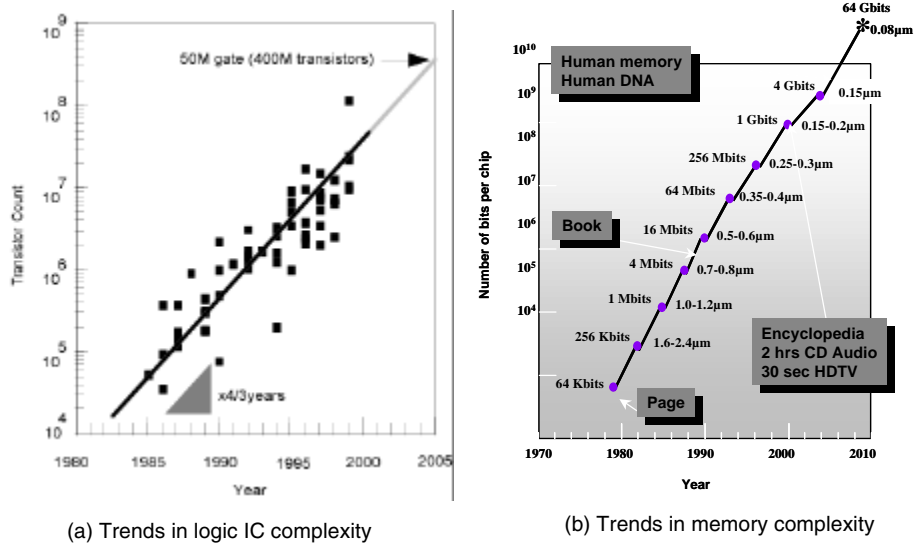 10^9
10^8
10^7
10^6
10^5
10^4
Transistor Count
50M gate (400M transistors)
x4/3years
1980
1985
1990
1995
2000
2005
Year
(a) Trends in logic IC complexity
64 Gbits
0.08µm
10^10
10^9
10^8
10^7
10^6
10^5
10^4
Number of bits per chip
Human memory
Human DNA
4 Gbits
0.15µm
1 Gbits
0.15-0.2µm
256 Mbits
0.25-0.3µm
64 Mbits
0.35-0.4µm
Book
16 Mbits
0.5-0.6µm
4 Mbits
0.7-0.8µm
1 Mbits
1.0-1.2µm
256 Kbits
1.6-2.4µm
Encyclopedia
2 hrs CD Audio
30 sec HDTV
64 Kbits
Page
1970
1980
1990
2000
2010
Year
(b) Trends in memory complexity